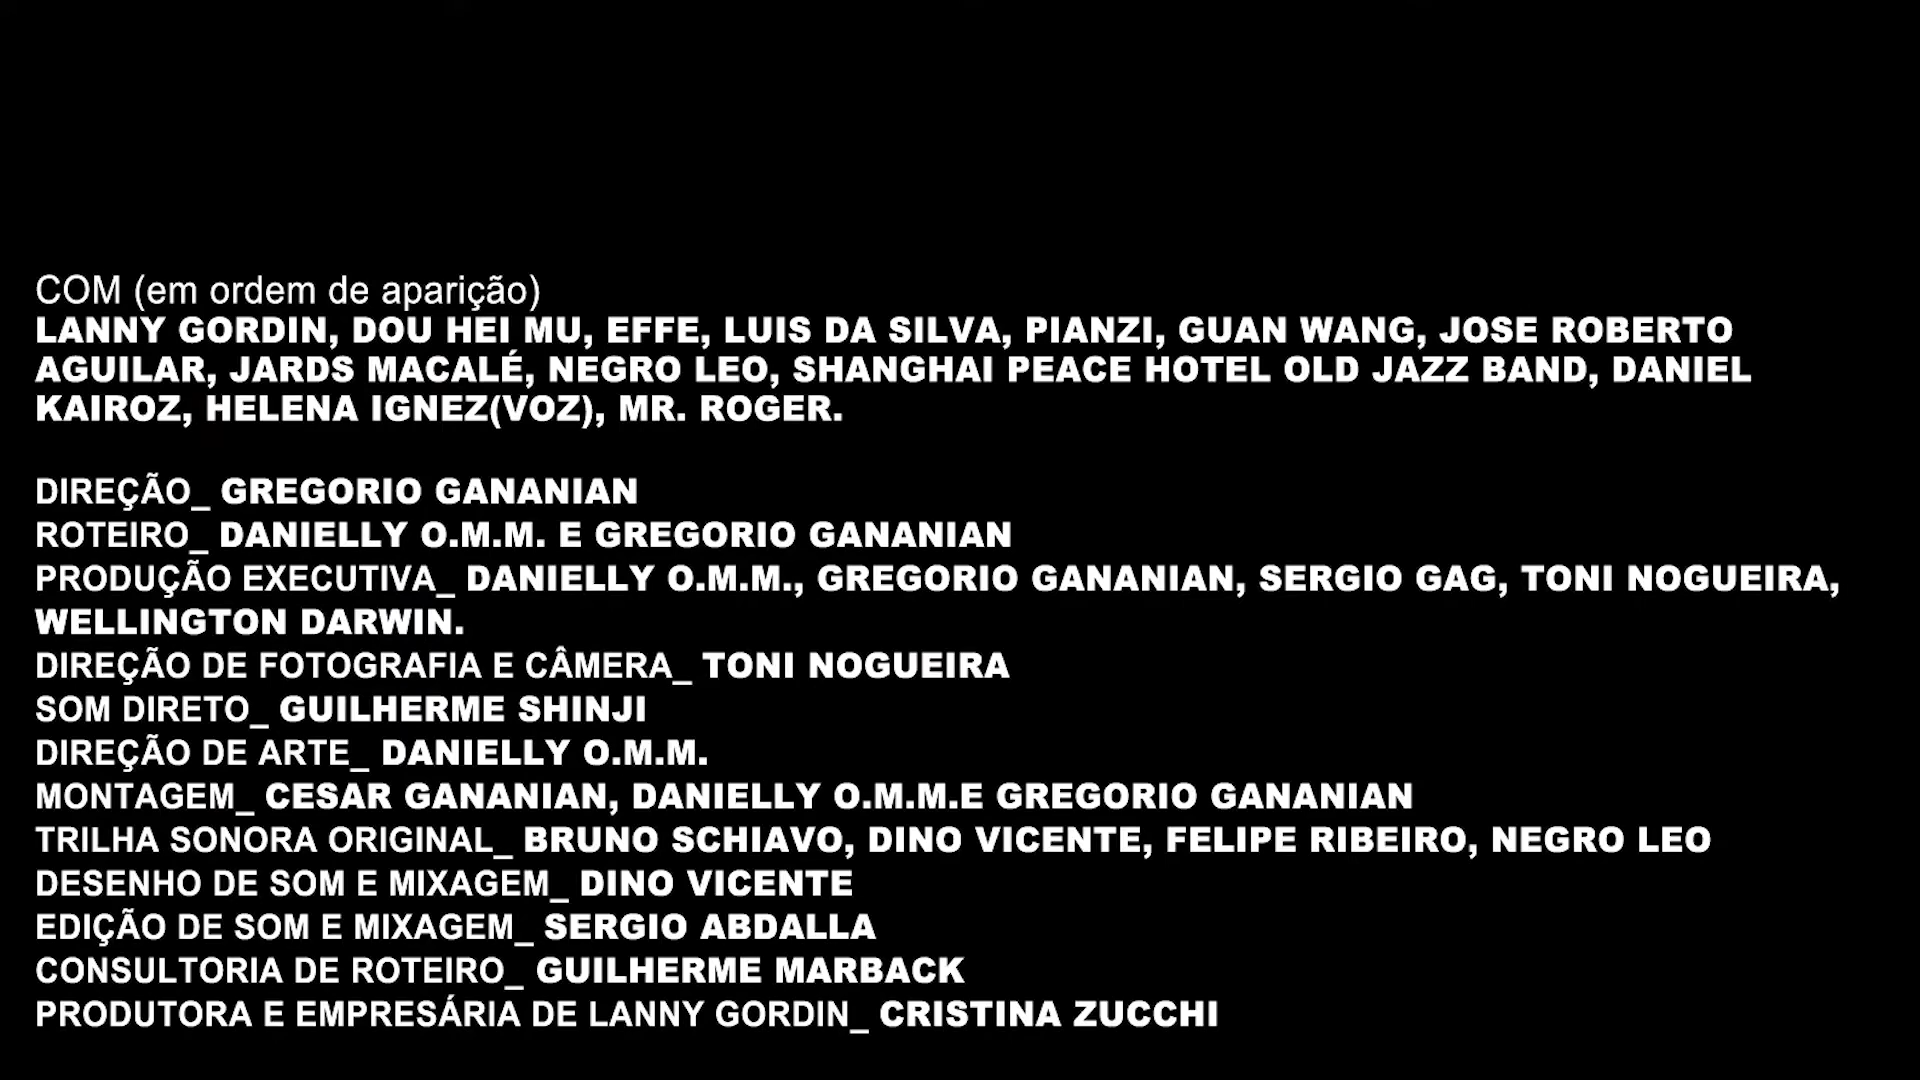 COM (em ordem de aparição)
LANNY GORDIN, DOU HEI MU, EFFE, LUIS DA SILVA, PIANZI, GUAN WANG, JOSE ROBERTO
AGUILAR, JARDS MACALÉ, NEGRO LEO, SHANGHAI PEACE HOTEL OLD JAZZ BAND, DANIEL
KAIROZ, HELENA IGNEZ(VOZ), MR. ROGER.
DIREÇÃO_ GREGORIO GANANIAN
ROTEIRO_ DANIELLY O.M.M. E GREGORIO GANANIAN
PRODUÇÃO EXECUTIVA_ DANIELLY O.M.M., GREGORIO GANANIAN, SERGIO GAG, TONI NOGUEIRA,
WELLINGTON DARWIN.
DIREÇÃO DE FOTOGRAFIA E CÂMERA_ TONI NOGUEIRA
SOM DIRETO_ GUILHERME SHINJI
DIREÇÃO DE ARTE_ DANIELLY O.M.M.
MONTAGEM_ CESAR GANANIAN, DANIELLY O.M.M.E GREGORIO GANANIAN
TRILHA SONORA ORIGINAL_ BRUNO SCHIAVO, DINO VICENTE, FELIPE RIBEIRO, NEGRO LEO
DESENHO DE SOM E MIXAGEM_ DINO VICENTE
EDIÇÃO DE SOM E MIXAGEM_ SERGIO ABDALLA
CONSULTORIA DE ROTEIRO_ GUILHERME MARBACK
PRODUTORA E EMPRESÁRIA DE LANNY GORDIN_ CRISTINA ZUCCHI